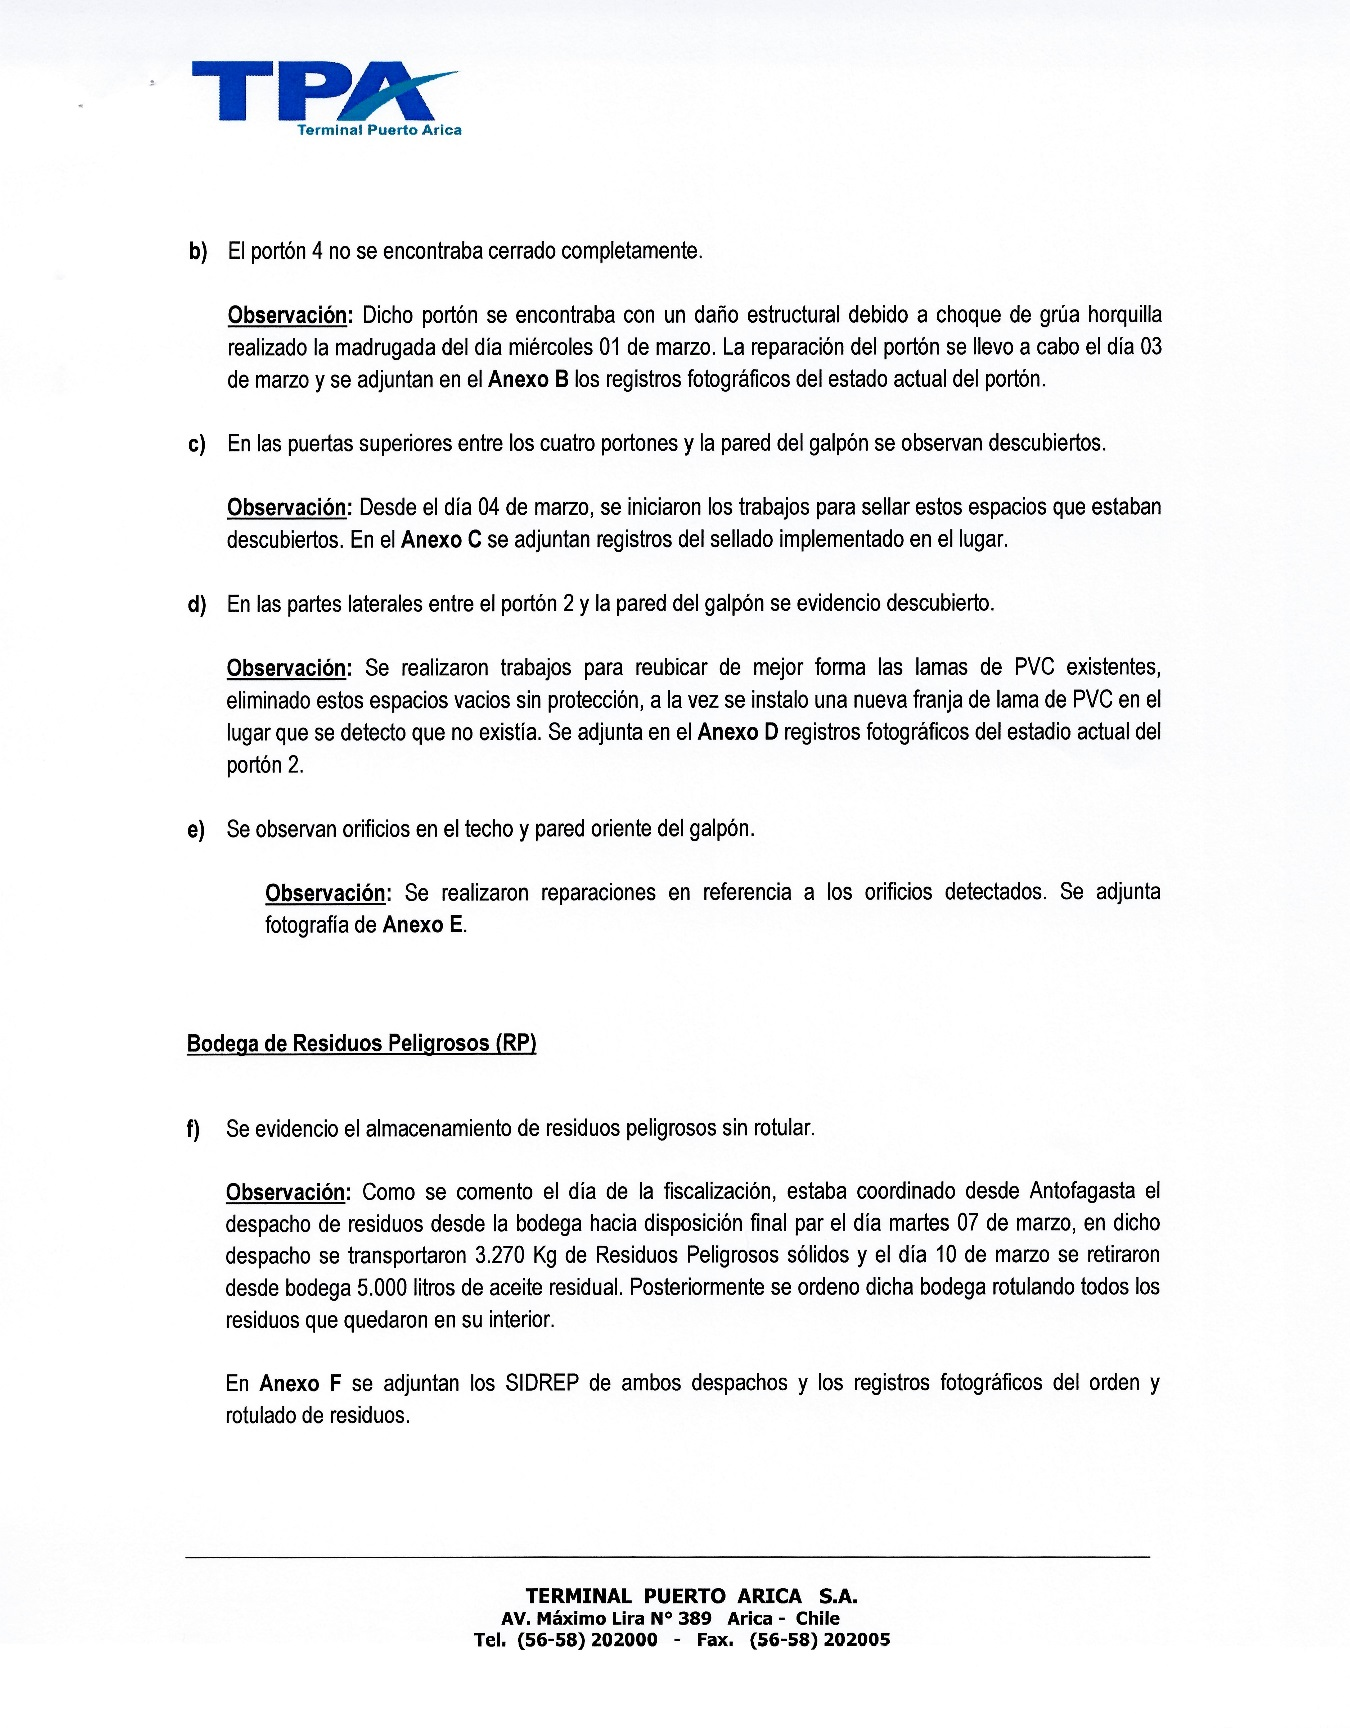 TPA
Terminal Puerto Arica
b) El portón 4 no se encontraba cerrado completamente.
Observación: Dicho portón se encontraba con un daño estructural debido a choque de grúa horquilla
realizado la madrugada del día miércoles 01 de marzo. La reparación del portón se llevo a cabo el día 03
de marzo y se adjuntan en el Anexo B los registros fotográficos del estado actual del portón.
c) En las puertas superiores entre los cuatro portones y la pared del galpón se observan descubiertos.
Observación: Desde el día 04 de marzo, se iniciaron los trabajos para sellar estos espacios que estaban
descubiertos. En el Anexo C se adjuntan registros del sellado implementado en el lugar.
d) En las partes laterales entre el portón 2 y la pared del galpón se evidencio descubierto.
Observación: Se realizaron trabajos para reubicar de mejor forma las lamas de PVC existentes,
eliminado estos espacios vacios sin protección, a la vez se instalo una nueva franja de lama de PVC en el
lugar que se detecto que no existía. Se adjunta en el Anexo D registros fotográficos del estadio actual del
portón 2.
e) Se observan orificios en el techo y pared oriente del galpón.
Observación: Se realizaron reparaciones en referencia a los orificios detectados. Se adjunta
fotografía de Anexo E.
Bodega de Residuos Peligrosos (RP)
f) Se evidencio el almacenamiento de residuos peligrosos sin rotular.
Observación: Como se comento el día de la fiscalización, estaba coordinado desde Antofagasta el
despacho de residuos desde la bodega hacia disposición final par el día martes 07 de marzo, en dicho
despacho se transportaron 3.270 Kg de Residuos Peligrosos sólidos y el día 10 de marzo se retiraron
desde bodega 5.000 litros de aceite residual. Posteriormente se ordeno dicha bodega rotulando todos los
residuos que quedaron en su interior.
En Anexo F se adjuntan los SIDREP de ambos despachos y los registros fotográficos del orden y
rotulado de residuos.
TERMINAL PUERTO ARICA S.A.
AV. Máximo Lira N° 389 Arica - Chile
Tel. (56-58) 202000 - Fax. (56-58) 202005